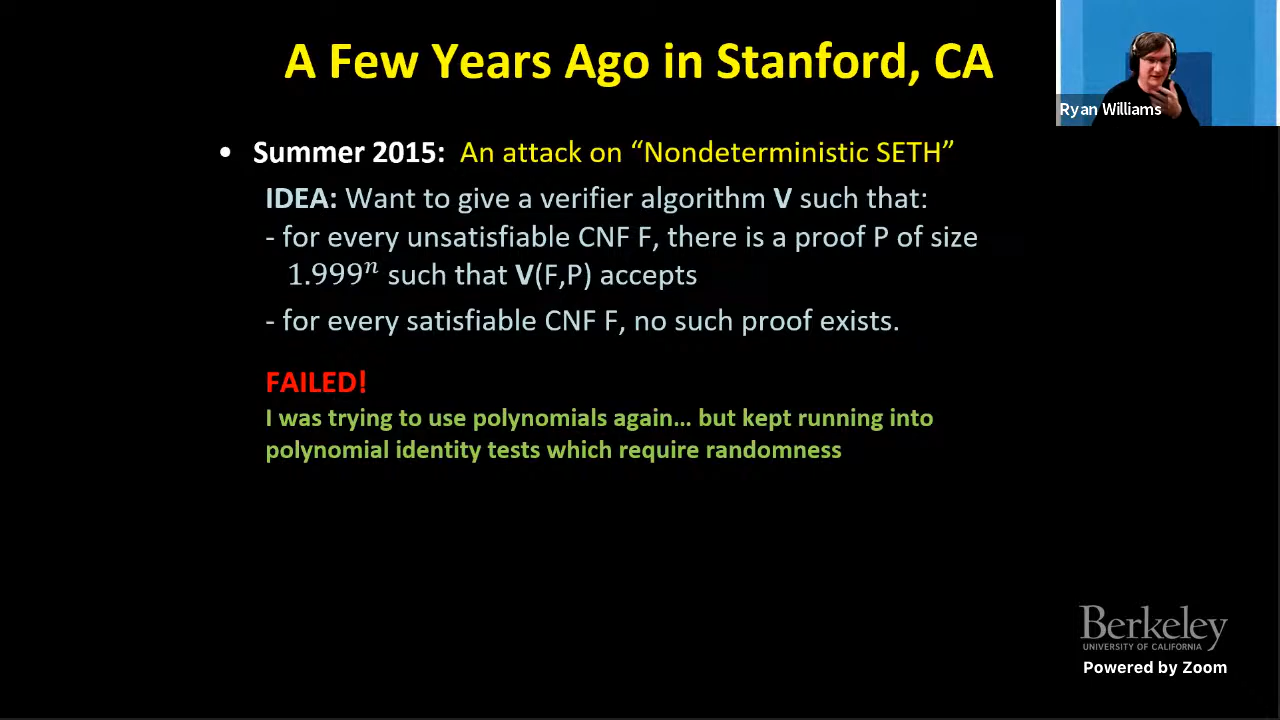 A Few Years Ago in Stanford, CA
Ryan Williams
• Summer 2015: An attack on “Nondeterministic SETH”
IDEA: Want to give a verifier algorithm V such that:
- for every unsatisfiable CNF F, there is a proof P of size
1.999ⁿ such that V(F,P) accepts
- for every satisfiable CNF F, no such proof exists.
FAILED!
I was trying to use polynomials again… but kept running into
polynomial identity tests which require randomness
Berkeley
UNIVERSITY OF CALIFORNIA
Powered by Zoom